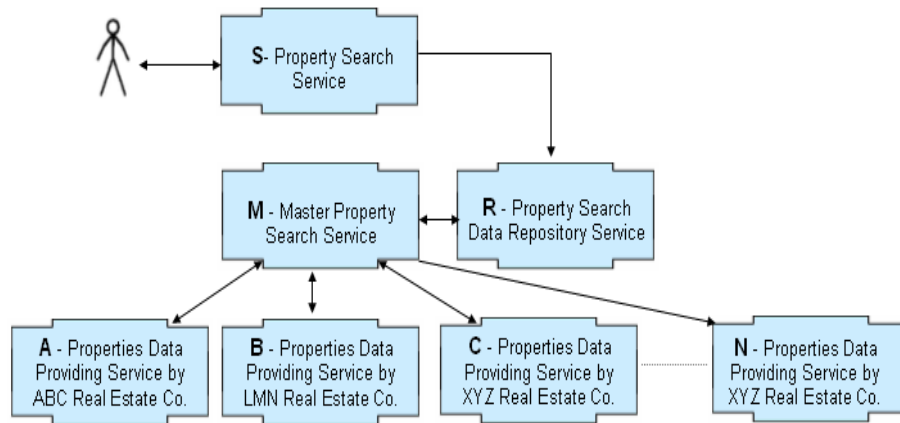 S- Property Search
Service
M - Master Property
Search Service
R - Property Search
Data Repository Service
A - Properties Data
Providing Service by
ABC Real Estate Co.
B - Properties Data
Providing Service by
LMN Real Estate Co.
C - Properties Data
Providing Service by
XYZ Real Estate Co.
N - Properties Data
Providing Service by
XYZ Real Estate Co.